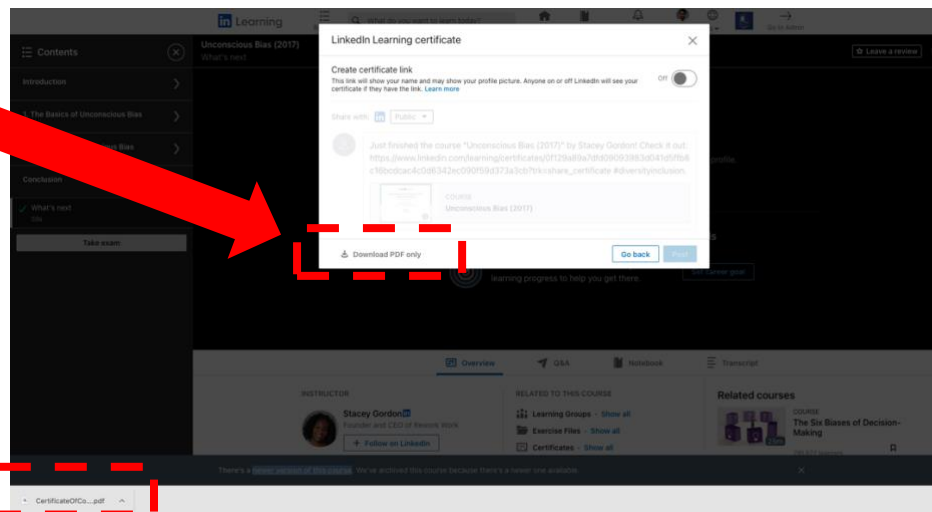 in Learning
What do you want to learn today?
Go to Admin
Contents
Unconscious Bias (2017)
What's next
Leave a review
Introduction
1. The Basics of Unconscious Bias
Bias
Conclusion
What's next
Take exam
LinkedIn Learning certificate
Create certificate link
This link will show your name and may show your profile picture. Anyone on or off LinkedIn will see your
certificate if they have the link. Learn more
Off
Share with: in Public
Just finished the course "Unconscious Bias (2017)" by Stacey Gordon! Check it out:
#diversityinclusion.
COURSE
Unconscious Bias (2017)
Download PDF only
Go back
Post
profile.
learning progress to help you get there.
Set career goal
Overview
Q&A
Notebook
Transcript
INSTRUCTOR
Stacey Gordon in
Founder and CEO of Rework Work
+ Follow on LinkedIn
RELATED TO THIS COURSE
Learning Groups · Show all
Exercise Files · Show all
Certificates · Show all
Related courses
COURSE
The Six Biases of Decision-
Making
There's a newer version of this course. We've archived this course because there's a newer one available.
CertificateOfCo....pdf